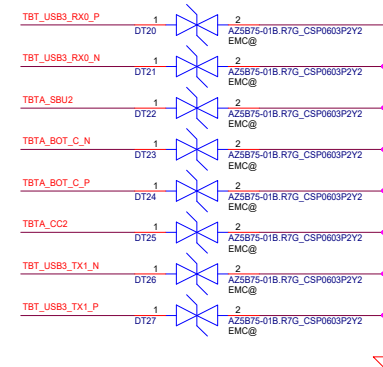 TBT_USB3_RX0_P 1 2
DT20 AZ5B75-01B.R7G_CSP0603P2Y2
EMC@
TBT_USB3_RX0_N 1 2
DT21 AZ5B75-01B.R7G_CSP0603P2Y2
EMC@
TBTA_SBU2 1 2
DT22 AZ5B75-01B.R7G_CSP0603P2Y2
EMC@
TBTA_BOT_C_N 1 2
DT23 AZ5B75-01B.R7G_CSP0603P2Y2
EMC@
TBTA_BOT_C_P 1 2
DT24 AZ5B75-01B.R7G_CSP0603P2Y2
EMC@
TBTA_CC2 1 2
DT25 AZ5B75-01B.R7G_CSP0603P2Y2
EMC@
TBT_USB3_TX1_N 1 2
DT26 AZ5B75-01B.R7G_CSP0603P2Y2
EMC@
TBT_USB3_TX1_P 1 2
DT27 AZ5B75-01B.R7G_CSP0603P2Y2
EMC@